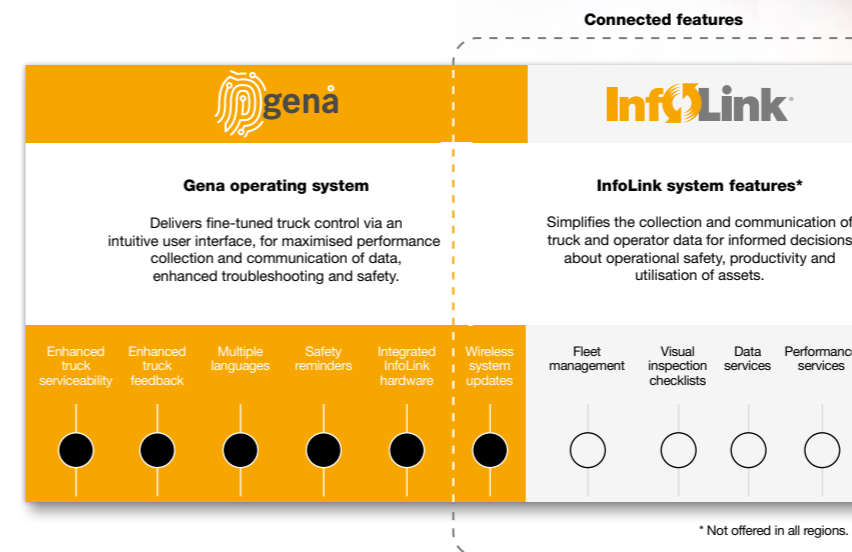 Connected features
genå
InfoLink
Gena operating system
Delivers fine-tuned truck control via an
intuitive user interface, for maximised performance
collection and communication of data,
enhanced troubleshooting and safety.
InfoLink system features*
Simplifies the collection and communication of
truck and operator data for informed decisions
about operational safety, productivity and
utilisation of assets.
Enhanced
truck
serviceability
Enhanced
truck
feedback
Multiple
languages
Safety
reminders
Integrated
InfoLink
hardware
Wireless
system
updates
Fleet
management
Visual
inspection
checklists
Data
services
Performance
services
* Not offered in all regions.